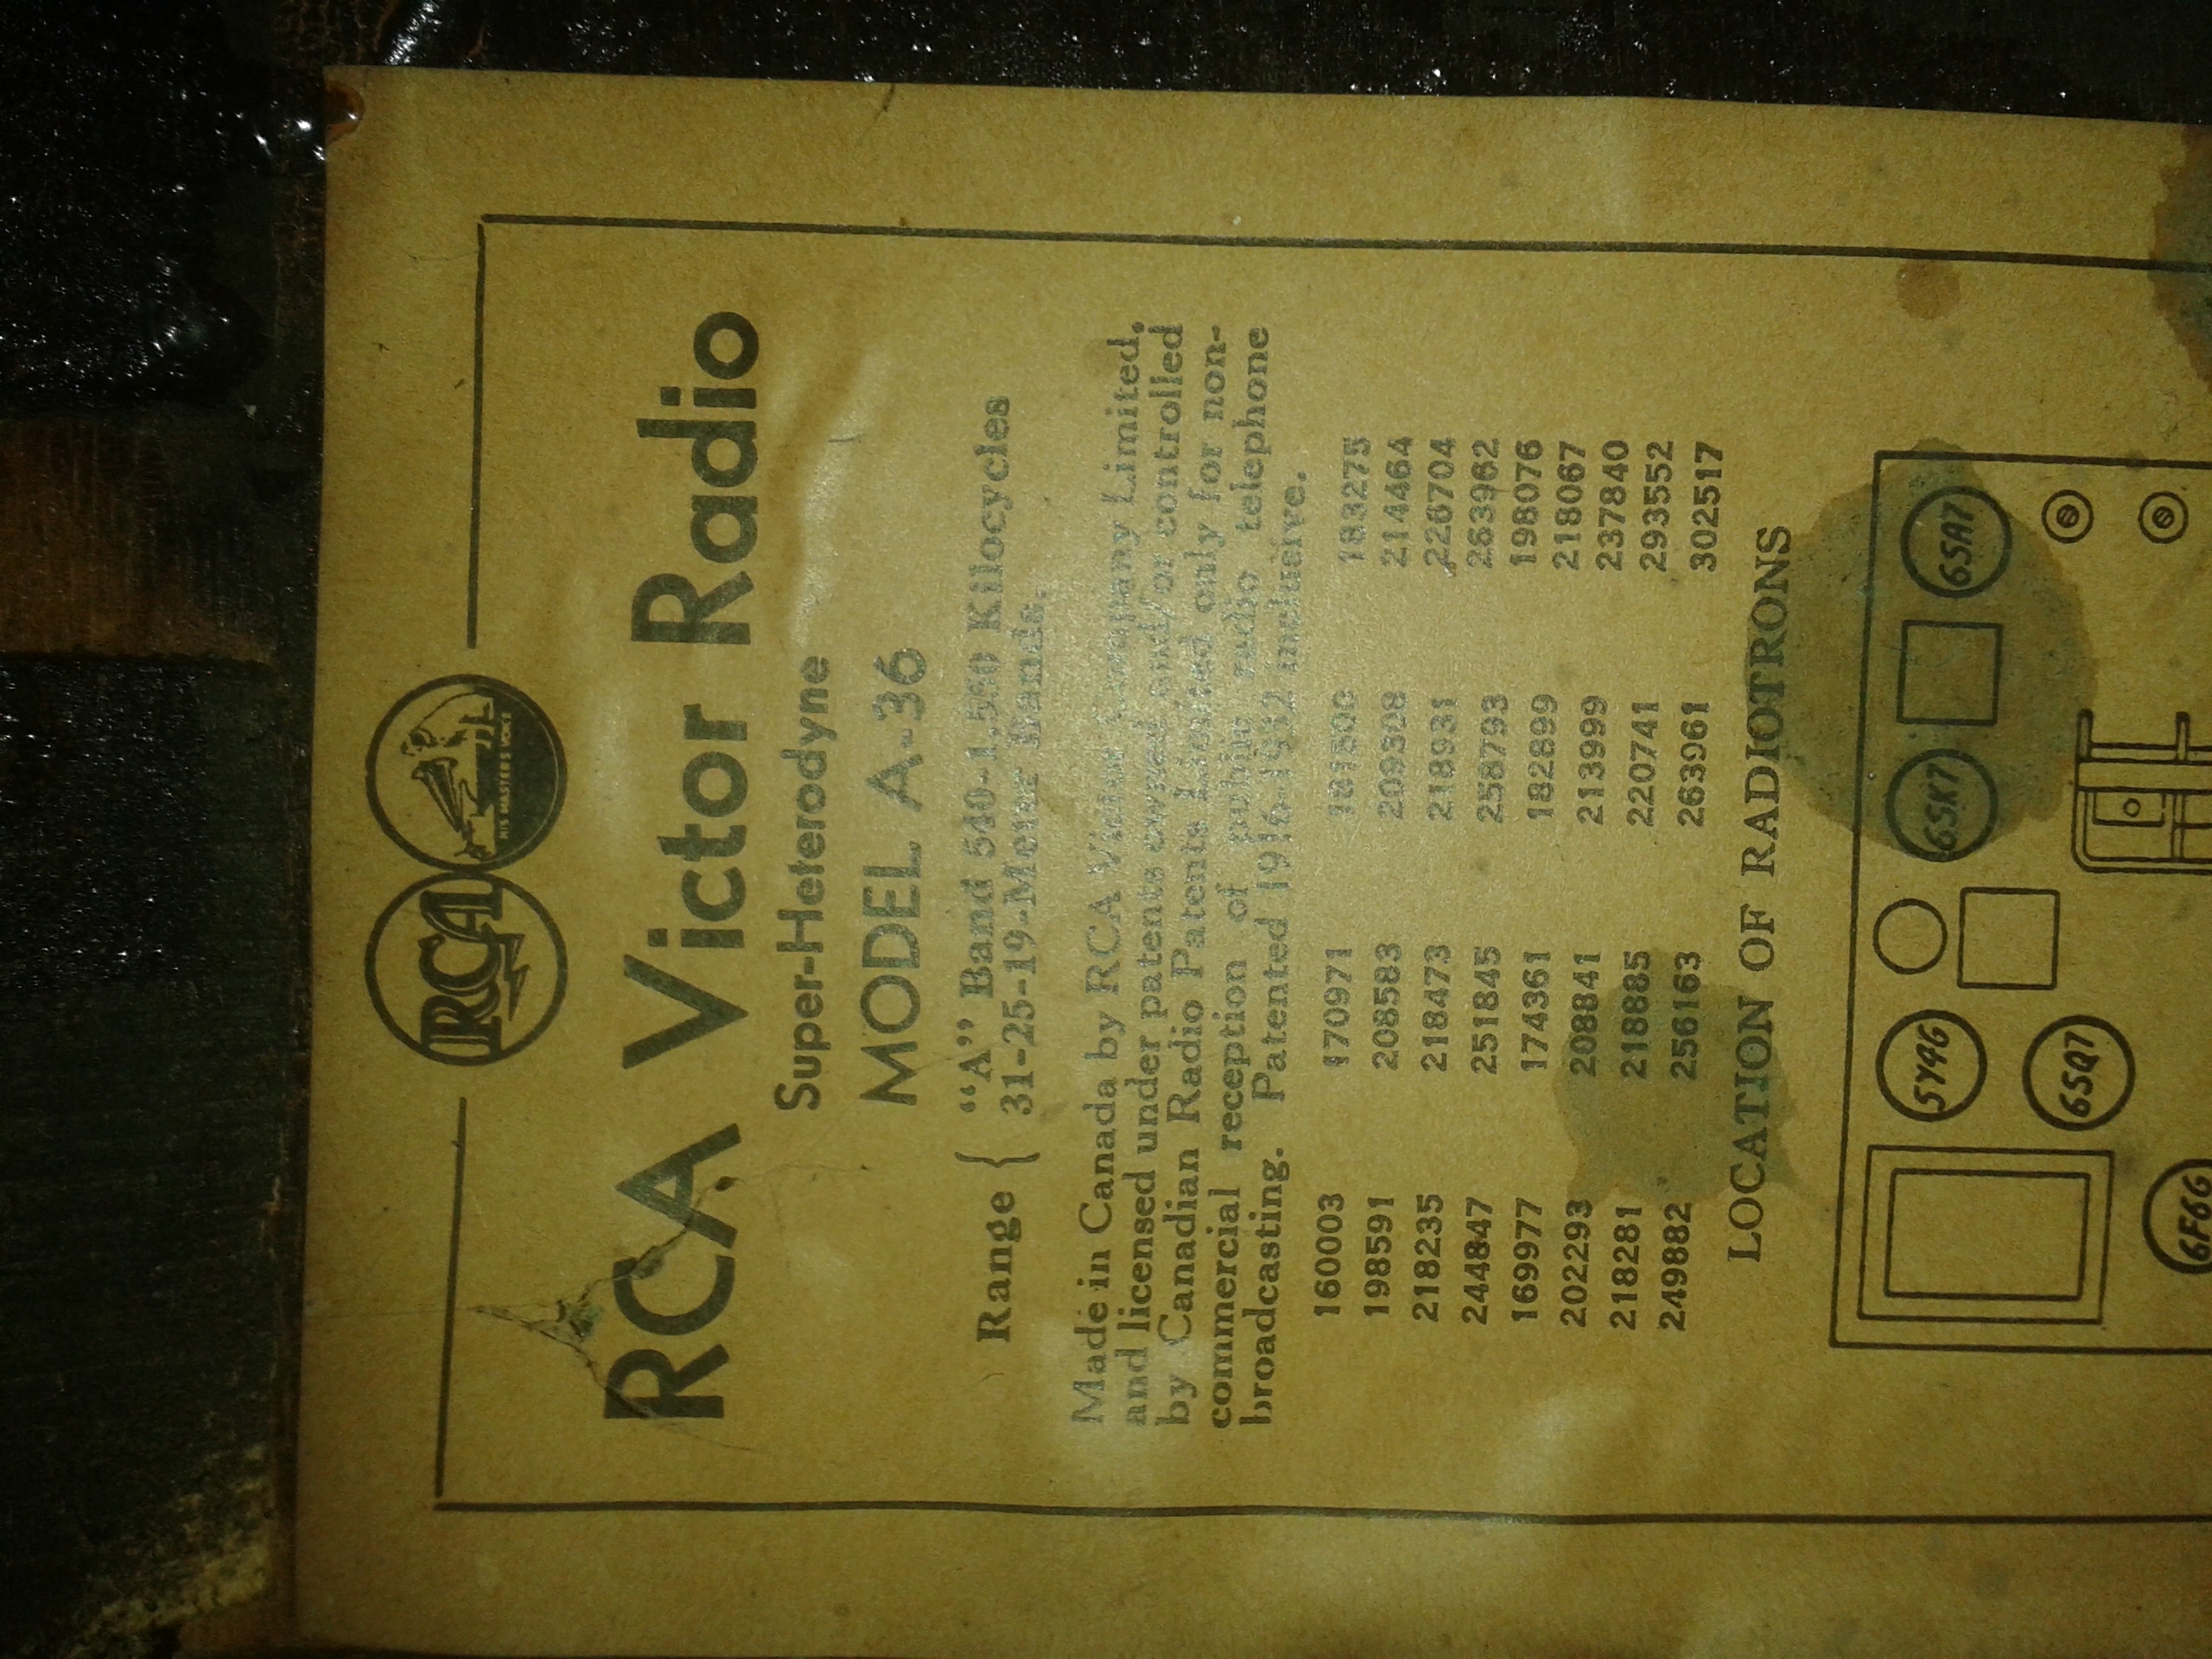 RCA
HIS MASTER'S VOICE
RCA Victor Radio
Super-Heterodyne
MODEL A-36
Range { "A" Band 540-1,550 Kilocycles
31-25-19-Meter Bands.
Made in Canada by RCA Victor Company Limited,
and licensed under patents owned and/or controlled
by Canadian Radio Patents Limited only for non-
commercial reception of public radio telephone
broadcasting. Patented 1916-1932 inclusive.
160003 170971 181500 183275
198591 208583 209308 214464
218235 218473 218931 226704
244847 251845 258793 263962
169977 174361 182899 198076
202293 208841 213999 218067
218281 218885 220741 237840
249882 256163 263961 293552
302517
LOCATION OF RADIOTRONS
5Y4G 6SK7 6SA7
6SQ7
6F6G